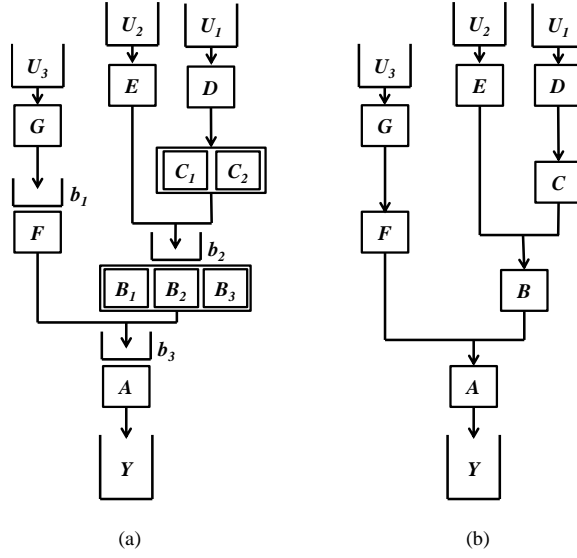 U₂ U₁ U₂ U₁
U₃ U₃
E D E D
G G
C₁ C₂ C
b₁
F F
b₂
B₁ B₂ B₃ B
b₃
A A
Y Y
(a) (b)